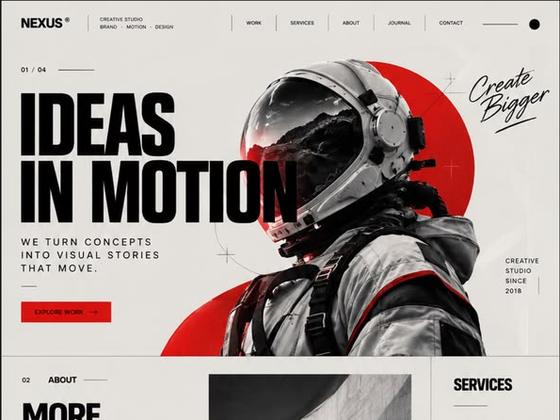 NEXUS ®
CREATIVE STUDIO
BRAND · MOTION · DESIGN
WORK
SERVICES
ABOUT
JOURNAL
CONTACT
01 / 04
Create
Bigger
IDEAS
IN MOTION
WE TURN CONCEPTS
INTO VISUAL STORIES
THAT MOVE.
EXPLORE WORK →
CREATIVE
STUDIO
SINCE
2018
02 ABOUT
MORE
SERVICES